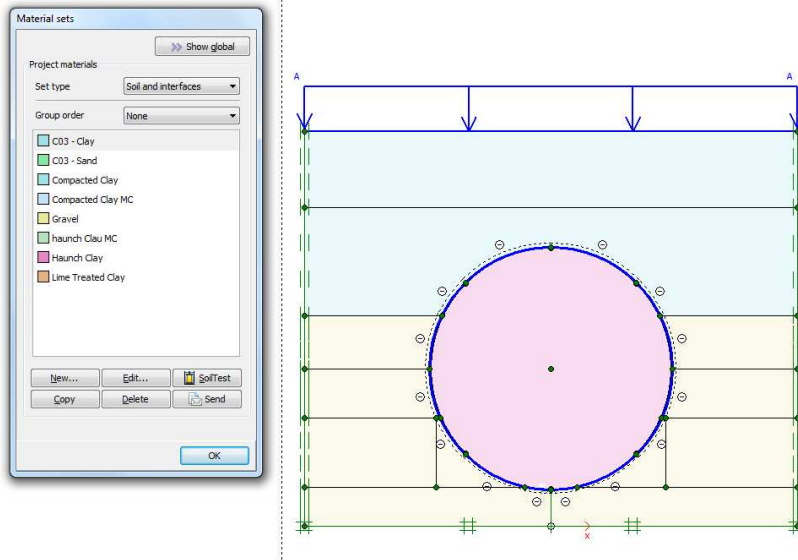 Material sets
Show global
Project materials
Set type Soil and interfaces
Group order None
C03 - Clay
C03 - Sand
Compacted Clay
Compacted Clay MC
Gravel
haunch Clau MC
Haunch Clay
Lime Treated Clay
New... Edit... SoilTest
Copy Delete Send
OK
A A
x